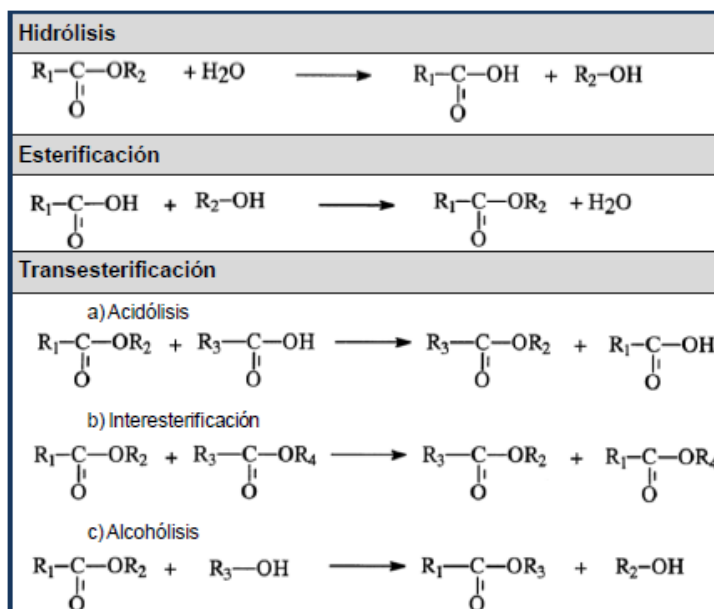 Hidrólisis
R₁—C—OR₂ + H₂O ⟶ R₁—C—OH + R₂—OH
O O
Esterificación
R₁—C—OH + R₂—OH ⟶ R₁—C—OR₂ + H₂O
O O
Transesterificación
a) Acidólisis
R₁—C—OR₂ + R₃—C—OH ⟶ R₃—C—OR₂ + R₁—C—OH
O O O O
b) Interesterificación
R₁—C—OR₂ + R₃—C—OR₄ ⟶ R₃—C—OR₂ + R₁—C—OR₄
O O O O
c) Alcohólisis
R₁—C—OR₂ + R₃—OH ⟶ R₁—C—OR₃ + R₂—OH
O O